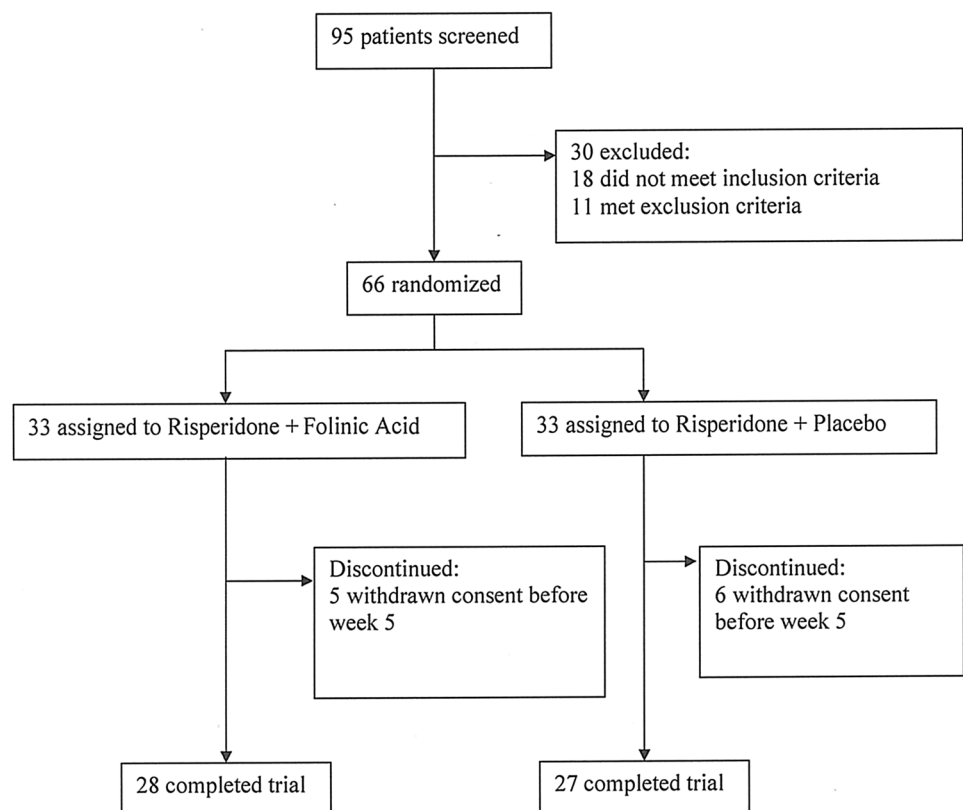 95 patients screened
30 excluded:
18 did not meet inclusion criteria
11 met exclusion criteria
66 randomized
33 assigned to Risperidone + Folinic Acid
33 assigned to Risperidone + Placebo
Discontinued:
5 withdrawn consent before
week 5
Discontinued:
6 withdrawn consent
before week 5
28 completed trial
27 completed trial